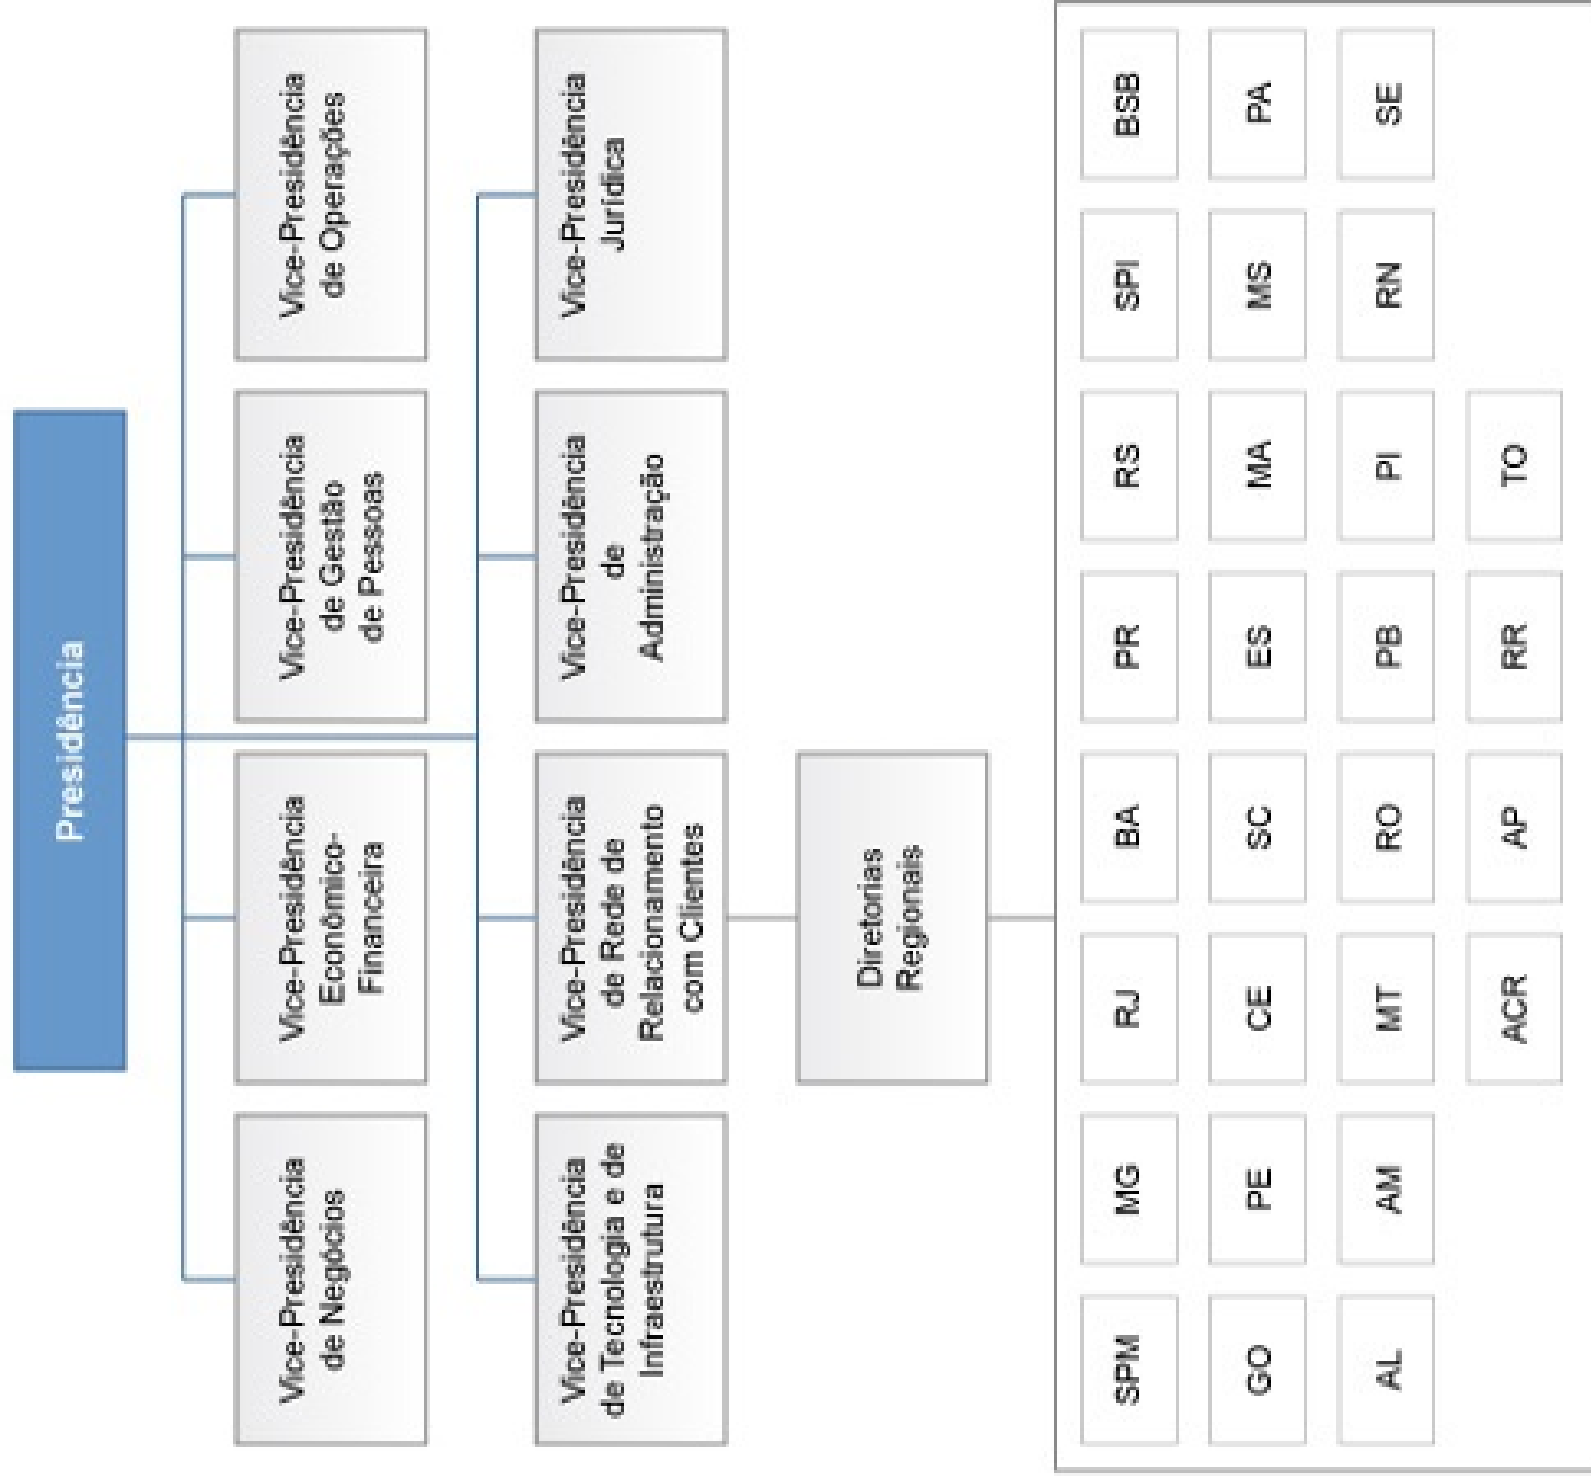 Presidência
Vice-Presidência
de Negócios
Vice-Presidência
Econômico-
Financeira
Vice-Presidência
de Gestão
de Pessoas
Vice-Presidência
de Operações
Vice-Presidência
de Tecnologia e de
Infraestrutura
Vice-Presidência
de Rede de
Relacionamento
com Clientes
Vice-Presidência
de
Administração
Vice-Presidência
Jurídica
Diretorias
Regionais
SPM MG RJ BA PR RS SPI BSB
GO PE CE SC ES MA MS PA
AL AM MT RO PB PI RN SE
ACR AP RR TO